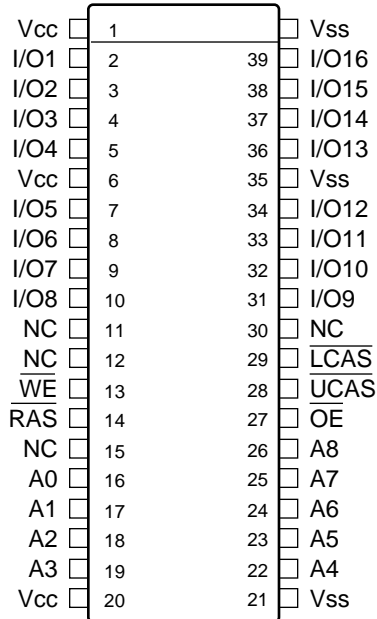 Vcc 1 Vss
I/O1 2 39 I/O16
I/O2 3 38 I/O15
I/O3 4 37 I/O14
I/O4 5 36 I/O13
Vcc 6 35 Vss
I/O5 7 34 I/O12
I/O6 8 33 I/O11
I/O7 9 32 I/O10
I/O8 10 31 I/O9
NC 11 30 NC
NC 12 29 LCAS
WE 13 28 UCAS
RAS 14 27 OE
NC 15 26 A8
A0 16 25 A7
A1 17 24 A6
A2 18 23 A5
A3 19 22 A4
Vcc 20 21 Vss